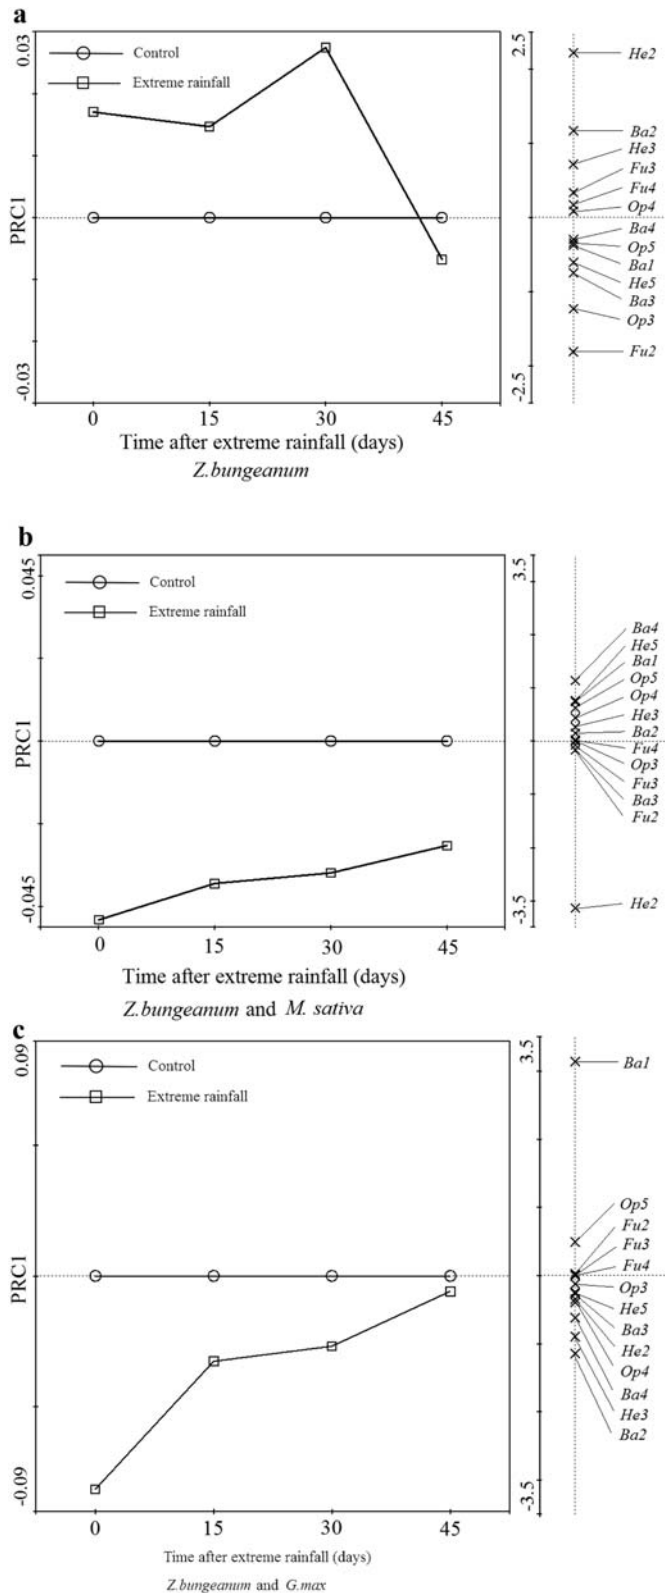 a
0.03
Control
Extreme rainfall
PRC1
-0.03
0
15
30
45
Time after extreme rainfall (days)
Z.bungeanum
2.5
-2.5
He2
Ba2
He3
Fu3
Fu4
Op4
Ba4
Op5
Ba1
He5
Ba3
Op3
Fu2
b
0.045
Control
Extreme rainfall
PRC1
-0.045
0
15
30
45
Time after extreme rainfall (days)
Z.bungeanum and M. sativa
3.5
-3.5
Ba4
He5
Ba1
Op5
Op4
He3
Ba2
Fu4
Op3
Fu3
Ba3
Fu2
He2
c
0.09
Control
Extreme rainfall
PRC1
-0.09
0
15
30
45
Time after extreme rainfall (days)
Z.bungeanum and G.max
3.5
-3.5
Ba1
Op5
Fu2
Fu3
Fu4
Op3
He5
Ba3
He2
Op4
Ba4
He3
Ba2